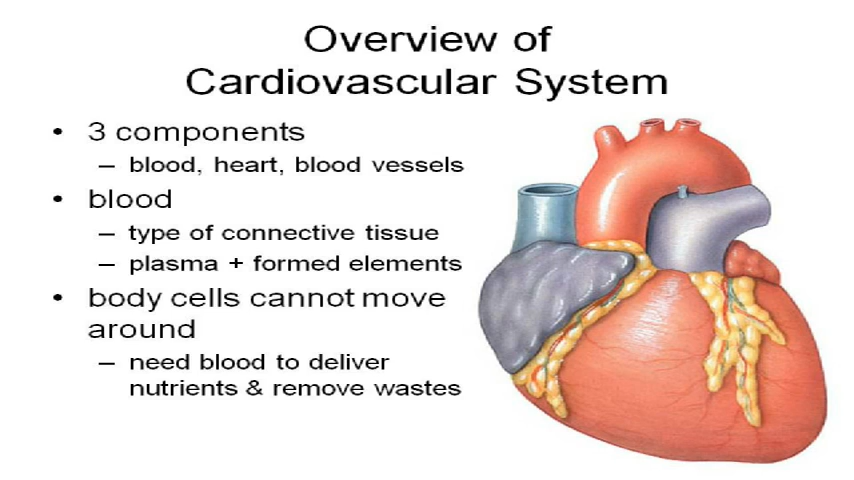 Overview of
Cardiovascular System
• 3 components
– blood, heart, blood vessels
• blood
– type of connective tissue
– plasma + formed elements
• body cells cannot move
around
– need blood to deliver
nutrients & remove wastes